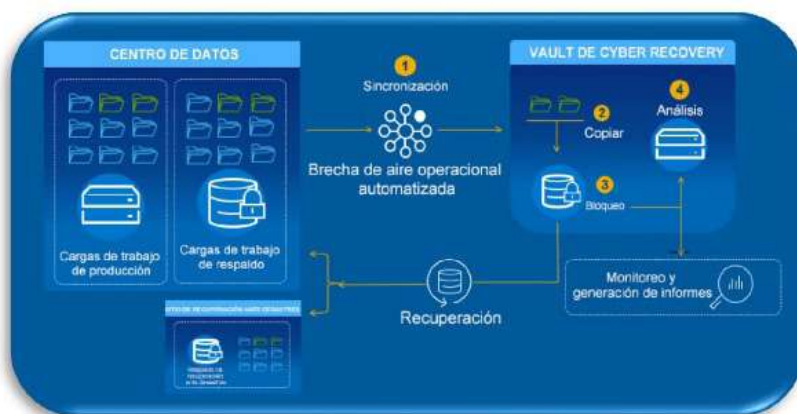 CENTRO DE DATOS
Cargas de trabajo
de producción
Cargas de trabajo
de respaldo
1
Sincronización
Brecha de aire operacional
automatizada
VAULT DE CYBER RECOVERY
2
Copiar
3
Bloqueo
4
Análisis
Monitoreo y
generación de informes
Recuperación